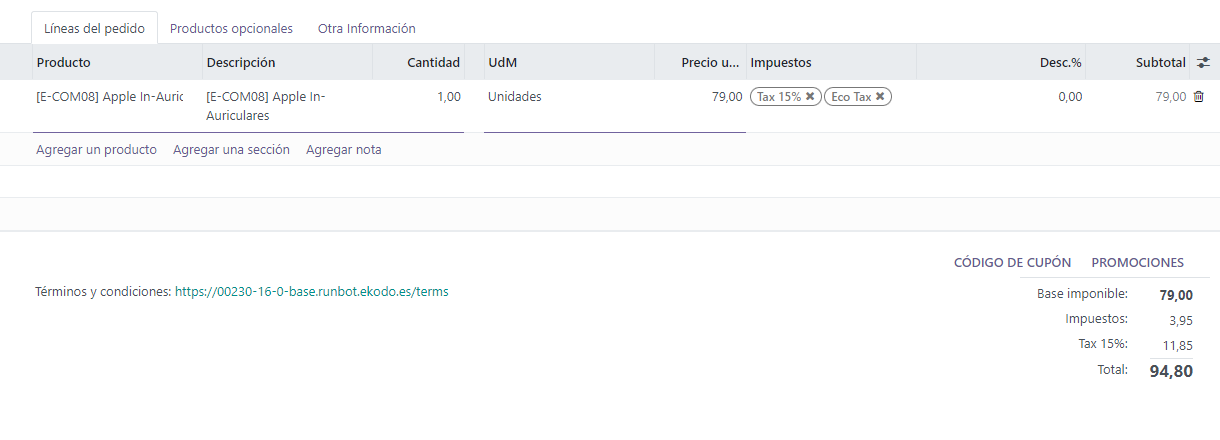 Líneas del pedido Productos opcionales Otra Información
Producto Descripción Cantidad UdM Precio u... Impuestos Desc.% Subtotal
[E-COM08] Apple In-Auric [E-COM08] Apple In- 1,00 Unidades 79,00 Tax 15% ✖ Eco Tax ✖ 0,00 79,00
Auriculares
Agregar un producto Agregar una sección Agregar nota
CÓDIGO DE CUPÓN PROMOCIONES
Términos y condiciones: https://00230-16-0-base.runbot.ekodo.es/terms
Base imponible: 79,00
Impuestos: 3,95
Tax 15%: 11,85
Total: 94,80